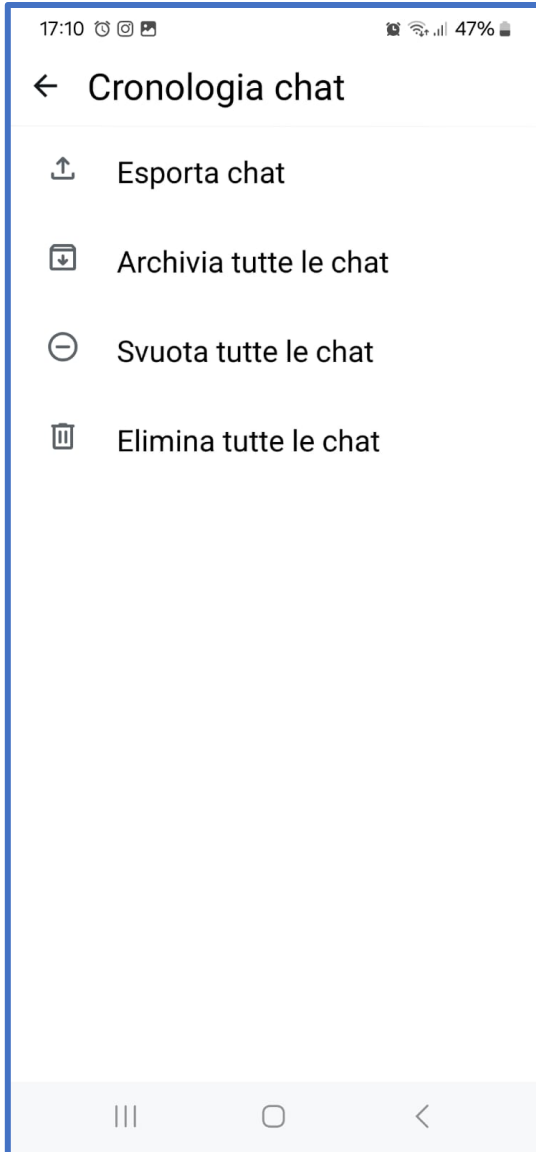 17:10 47%
Cronologia chat
Esporta chat
Archivia tutte le chat
Svuota tutte le chat
Elimina tutte le chat